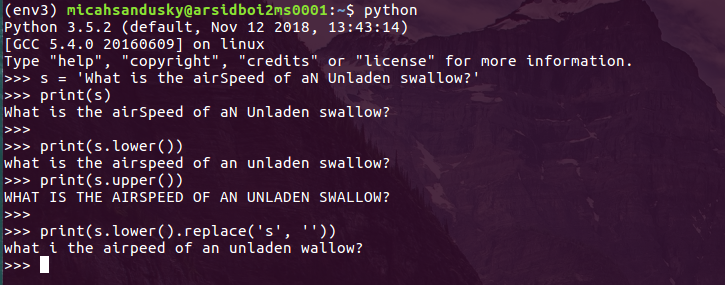 (env3) micahsandusky@arsidboi2ms0001:~$ python
Python 3.5.2 (default, Nov 12 2018, 13:43:14)
[GCC 5.4.0 20160609] on linux
Type "help", "copyright", "credits" or "license" for more information.
>>> s = 'What is the airSpeed of aN Unladen swallow?'
>>> print(s)
What is the airSpeed of aN Unladen swallow?
>>>
>>> print(s.lower())
what is the airspeed of an unladen swallow?
>>> print(s.upper())
WHAT IS THE AIRSPEED OF AN UNLADEN SWALLOW?
>>>
>>> print(s.lower().replace('s', ''))
what i the airpeed of an unladen wallow?
>>>